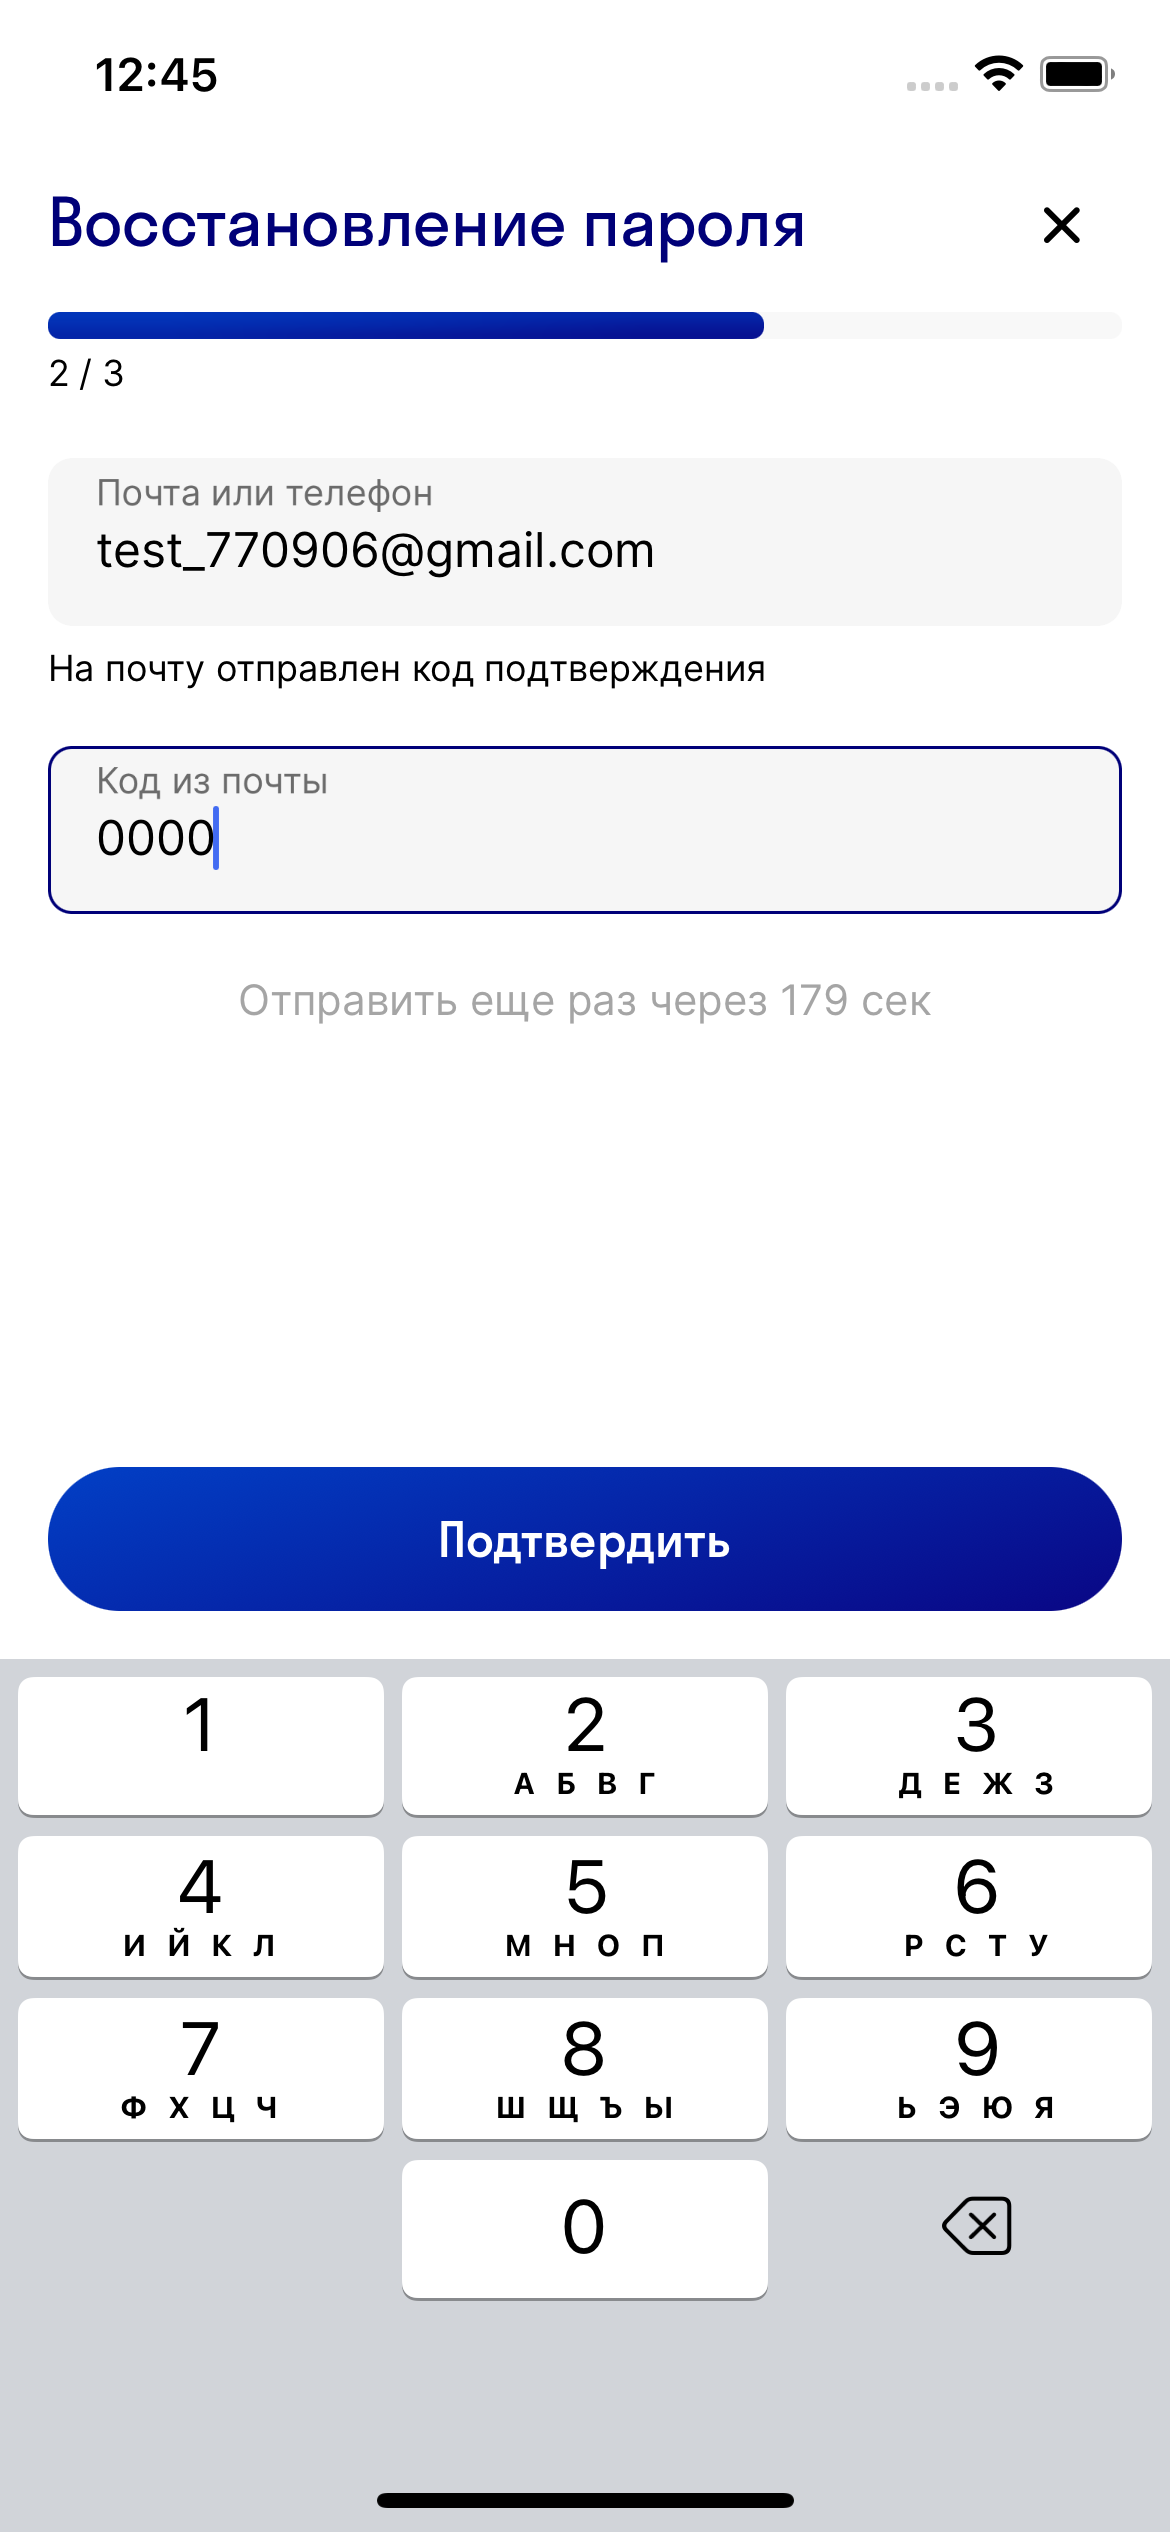 12:45
Восстановление пароля
2 / 3
Почта или телефон
test_770906@gmail.com
На почту отправлен код подтверждения
Код из почты
0000
Отправить еще раз через 179 сек
Подтвердить
1 2 3
А Б В Г Д Е Ж З
4 5 6
И Й К Л М Н О П Р С Т У
7 8 9
Ф Х Ц Ч Ш Щ Ъ Ы Ь Э Ю Я
0